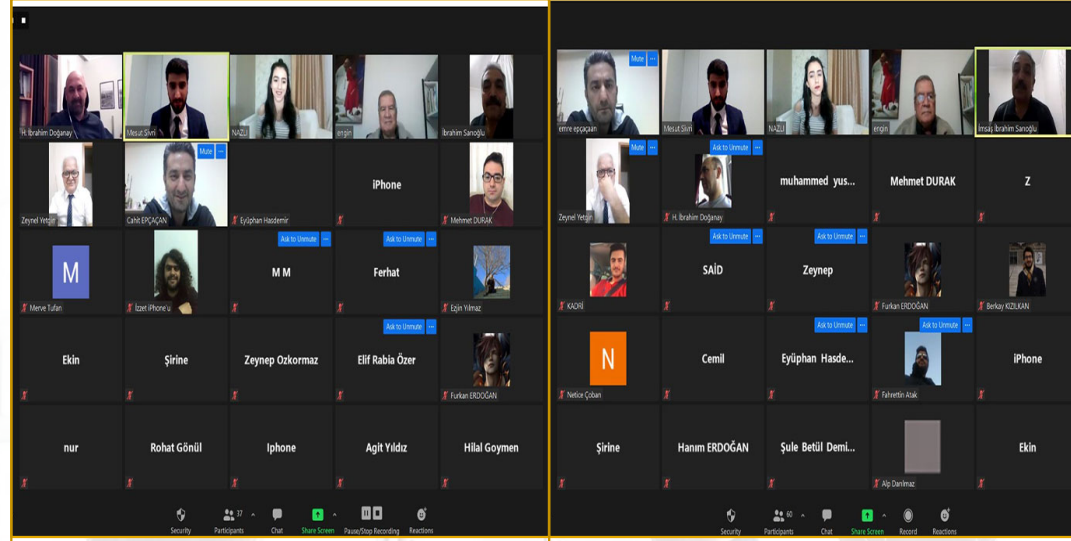 H. İbrahim Doğanay
Mesut Sivri
NAZLI
engin
İbrahim Sanoğlu
Mute ...
Zeynel Yetgin
Cahit EPÇAÇAN
Eyüphan Hasdemir
iPhone
Mehmet DURAK
Ask to Unmute ...
Ask to Unmute ...
M
Merve Tufan
İzzet iPhone'u
M M
Ferhat
Ezjin Yılmaz
Ask to Unmute ...
Ekin
Şirine
Zeynep Ozkormaz
Elif Rabia Özer
Furkan ERDOĞAN
nur
Rohat Gönül
Iphone
Agit Yıldız
Hilal Goymen
Security
Participants
37
Chat
Share Screen
Pause/Stop Recording
Reactions
Mute ...
emre epçaçaan
Mesut Sivri
NAZLI
engin
İbrahim Sanoğlu
Mute ...
Ask to Unmute ...
Zeynel Yetgin
H. İbrahim Doğanay
muhammed yus...
Mehmet DURAK
Z
Ask to Unmute ...
Ask to Unmute ...
KADRİ
SAİD
Zeynep
Furkan ERDOĞAN
Berkay KIZILKAN
Ask to Unmute ...
Ask to Unmute ...
N
Netice Çoban
Cemil
Eyüphan Hasde...
Fahrettin Atak
iPhone
Şirine
Hanım ERDOĞAN
Şule Betül Demi...
Alp Danılmaz
Ekin
Security
Participants
60
Chat
Share Screen
Record
Reactions